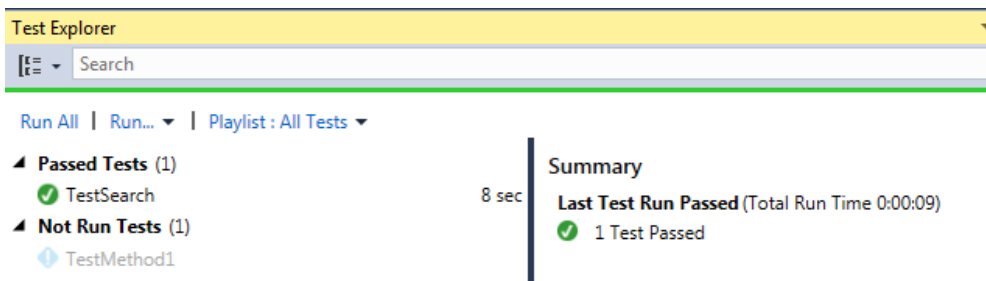 Test Explorer
Search
Run All | Run... | Playlist : All Tests
Passed Tests (1)
TestSearch 8 sec
Not Run Tests (1)
TestMethod1
Summary
Last Test Run Passed (Total Run Time 0:00:09)
1 Test Passed